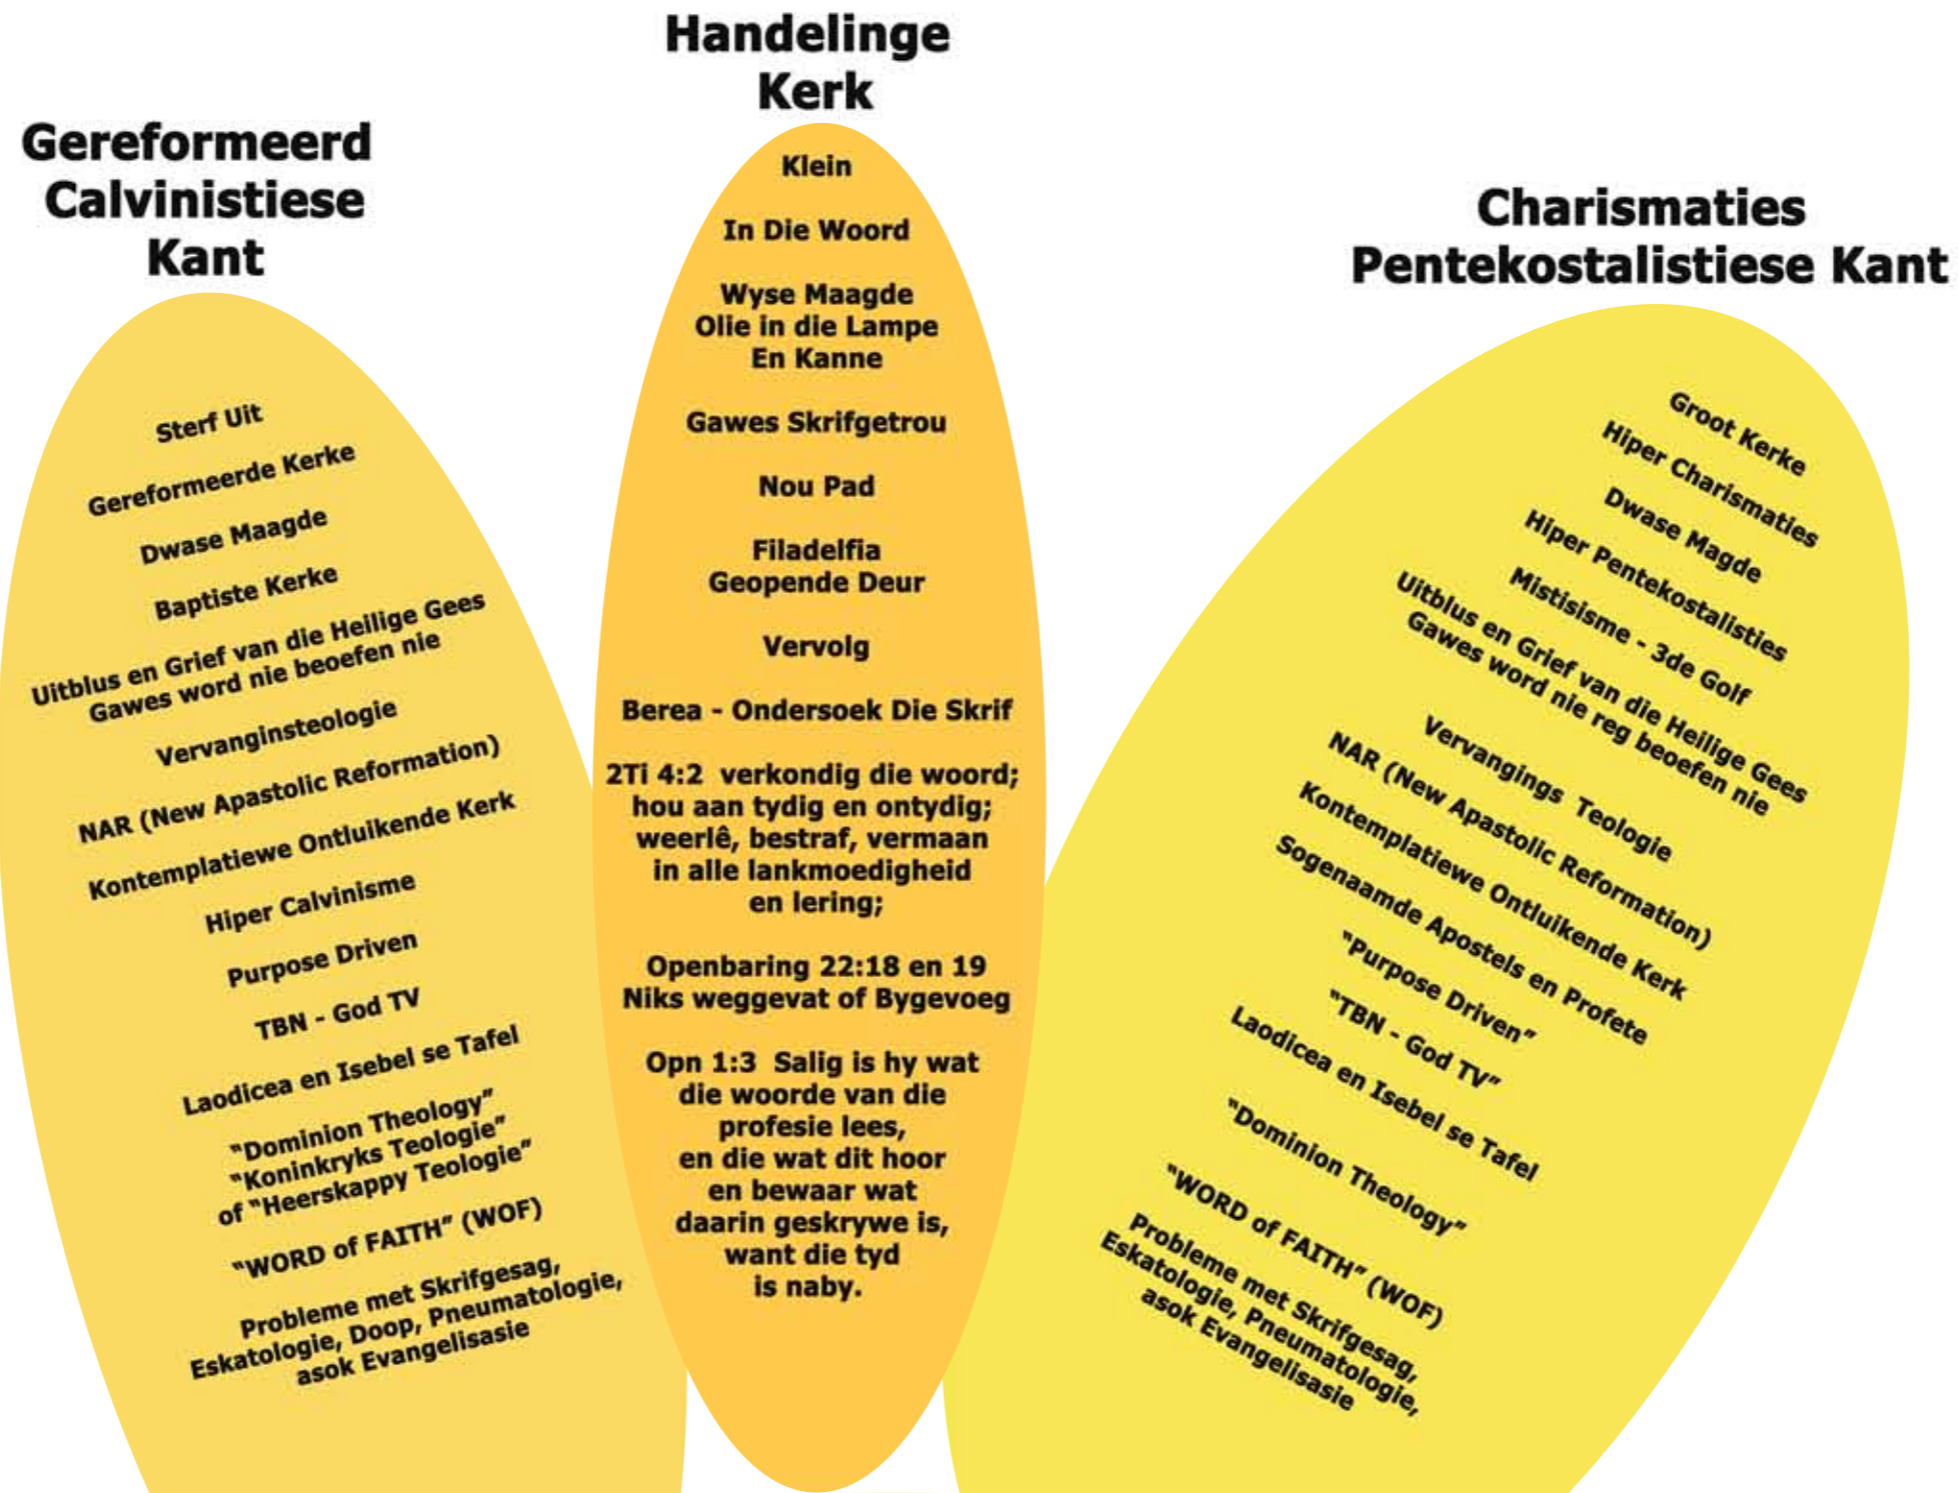 Gereformeerd
Calvinistiese
Kant
Sterf Uit
Gereformeerde Kerke
Dwase Maagde
Baptiste Kerke
Uitblus en Grief van die Heilige Gees
Gawes word nie beoefen nie
Vervanginsteologie
NAR (New Apastolic Reformation)
Kontemplatiewe Ontluikende Kerk
Hiper Calvinisme
Purpose Driven
TBN - God TV
Laodicea en Isebel se Tafel
"Dominion Theology"
"Koninkryks Teologie"
of "Heerskappy Teologie"
"WORD of FAITH" (WOF)
Probleme met Skrifgesag,
Eskatologie, Doop, Pneumatologie,
asok Evangelisasie
Handelinge
Kerk
Klein
In Die Woord
Wyse Maagde
Olie in die Lampe
En Kanne
Gawes Skrifgetrou
Nou Pad
Filadelfia
Geopende Deur
Vervolg
Berea - Ondersoek Die Skrif
2Ti 4:2 verkondig die woord;
hou aan tydig en ontydig;
weerlê, bestraf, vermaan
in alle lankmoedigheid
en lering;
Openbaring 22:18 en 19
Niks weggevat of Bygevoeg
Opn 1:3 Salig is hy wat
die woorde van die
profesie lees,
en die wat dit hoor
en bewaar wat
daarin geskrywe is,
want die tyd
is naby.
Charismaties
Pentekostalistiese Kant
Groot Kerke
Hiper Charismaties
Dwase Magde
Hiper Pentekostalisties
Mistisisme - 3de Golf
Uitblus en Grief van die Heilige Gees
Gawes word nie reg beoefen nie
Vervangings Teologie
NAR (New Apastolic Reformation)
Kontemplatiewe Ontluikende Kerk
Sogenaamde Apostels en Profete
"Purpose Driven"
"TBN - God TV"
Laodicea en Isebel se Tafel
"Dominion Theology"
"WORD of FAITH" (WOF)
Probleme met Skrifgesag,
Eskatologie, Pneumatologie,
asok Evangelisasie